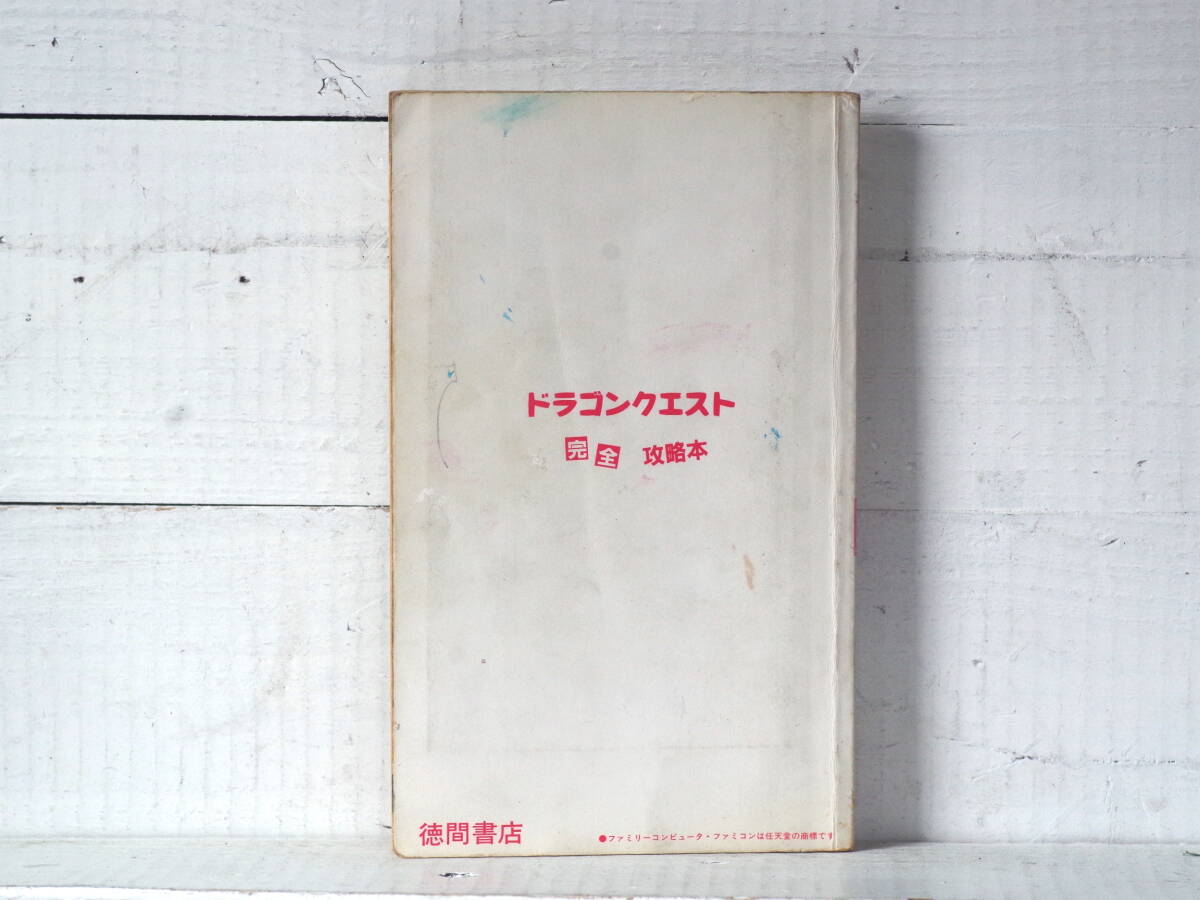 ドラゴンクエスト
完全 攻略本
徳間書店
●ファミリーコンピュータ・ファミコンは任天堂の商標です